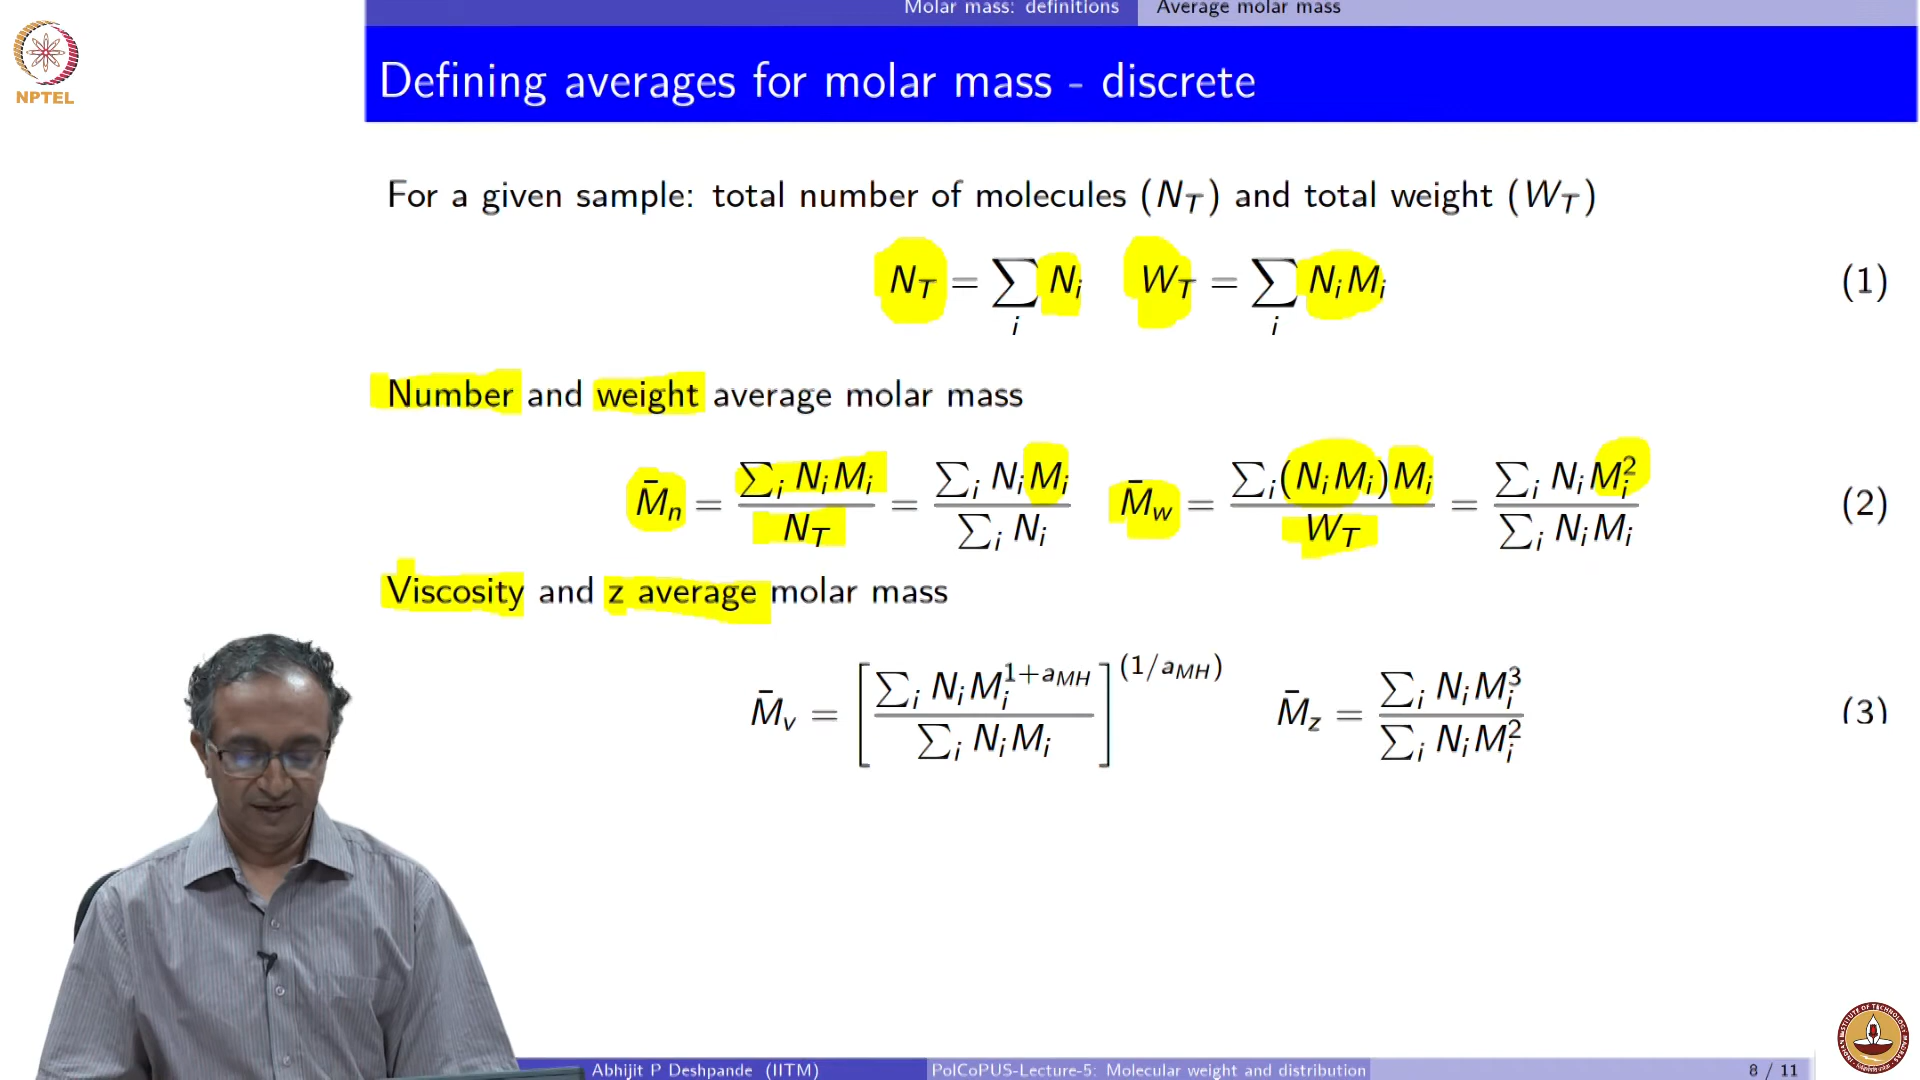 Molar mass: definitions Average molar mass
NPTEL
Defining averages for molar mass - discrete
For a given sample: total number of molecules (N_T) and total weight (W_T)
N_T = ∑_i N_i W_T = ∑_i N_i M_i (1)
Number and weight average molar mass
M̄_n = ∑_i N_i M_i / N_T = ∑_i N_i M_i / ∑_i N_i M̄_w = ∑_i (N_i M_i) M_i / W_T = ∑_i N_i M_i^2 / ∑_i N_i M_i (2)
Viscosity and z average molar mass
M̄_v = [∑_i N_i M_i^{1+a_MH} / ∑_i N_i M_i]^{(1/a_MH)} M̄_z = ∑_i N_i M_i^3 / ∑_i N_i M_i^2 (3)
Abhijit P Deshpande (IITM) PolCoPUS-Lecture-5: Molecular weight and distribution 8 / 11